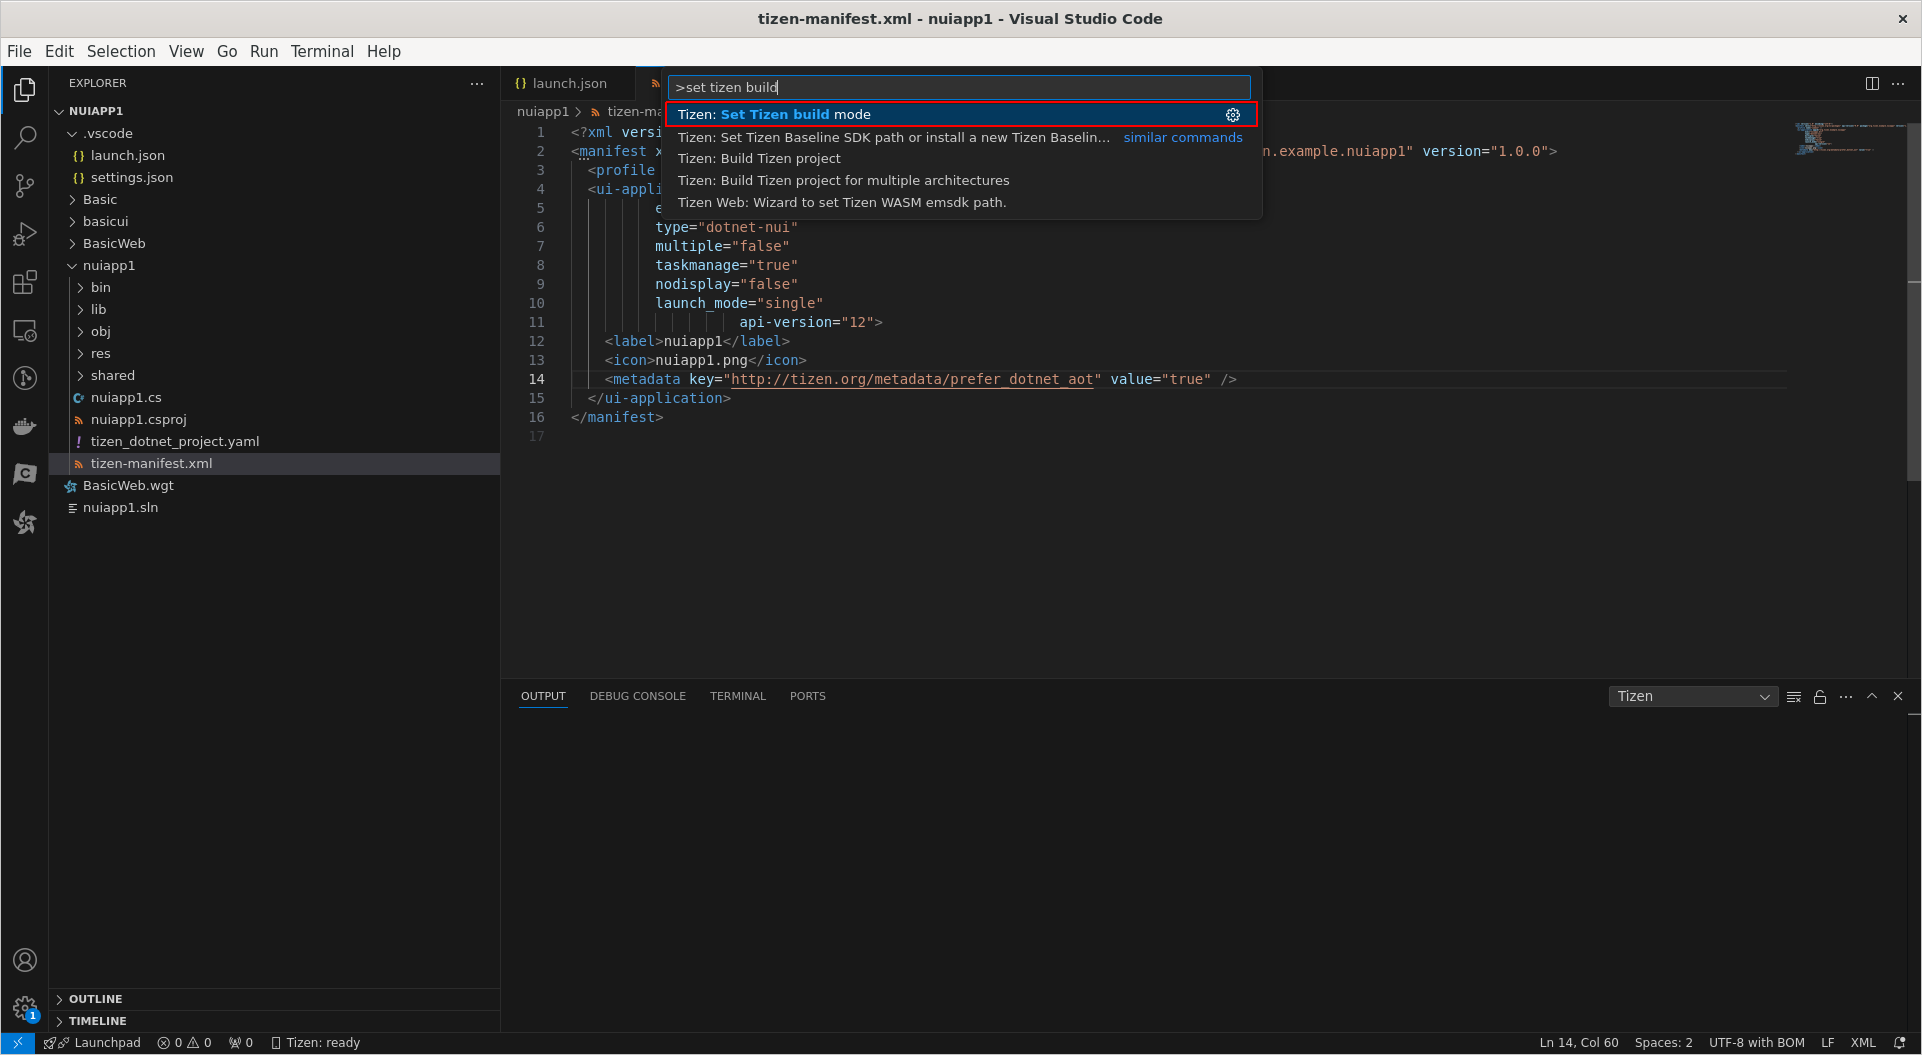 tizen-manifest.xml - nuiapp1 - Visual Studio Code
File Edit Selection View Go Run Terminal Help
EXPLORER
NUIAPP1
.vscode
launch.json
settings.json
Basic
basicui
BasicWeb
nuiapp1
bin
lib
obj
res
shared
nuiapp1.cs
nuiapp1.csproj
tizen_dotnet_project.yaml
tizen-manifest.xml
BasicWeb.wgt
nuiapp1.sln
OUTLINE
TIMELINE
launch.json
>set tizen build
Tizen: Set Tizen build mode
Tizen: Set Tizen Baseline SDK path or install a new Tizen Baselin... similar commands
Tizen: Build Tizen project
Tizen: Build Tizen project for multiple architectures
Tizen Web: Wizard to set Tizen WASM emsdk path.
nuiapp1 > tizen-ma
1 <?xml versi
2 <manifest x n.example.nuiapp1" version="1.0.0">
3 <profile
4 <ui-appli
5 e
6 type="dotnet-nui"
7 multiple="false"
8 taskmanage="true"
9 nodisplay="false"
10 launch_mode="single"
11 api-version="12">
12 <label>nuiapp1</label>
13 <icon>nuiapp1.png</icon>
14 <metadata key="http://tizen.org/metadata/prefer_dotnet_aot" value="true" />
15 </ui-application>
16 </manifest>
17
OUTPUT DEBUG CONSOLE TERMINAL PORTS
Tizen
1
Launchpad 0 0 0 Tizen: ready
Ln 14, Col 60 Spaces: 2 UTF-8 with BOM LF XML